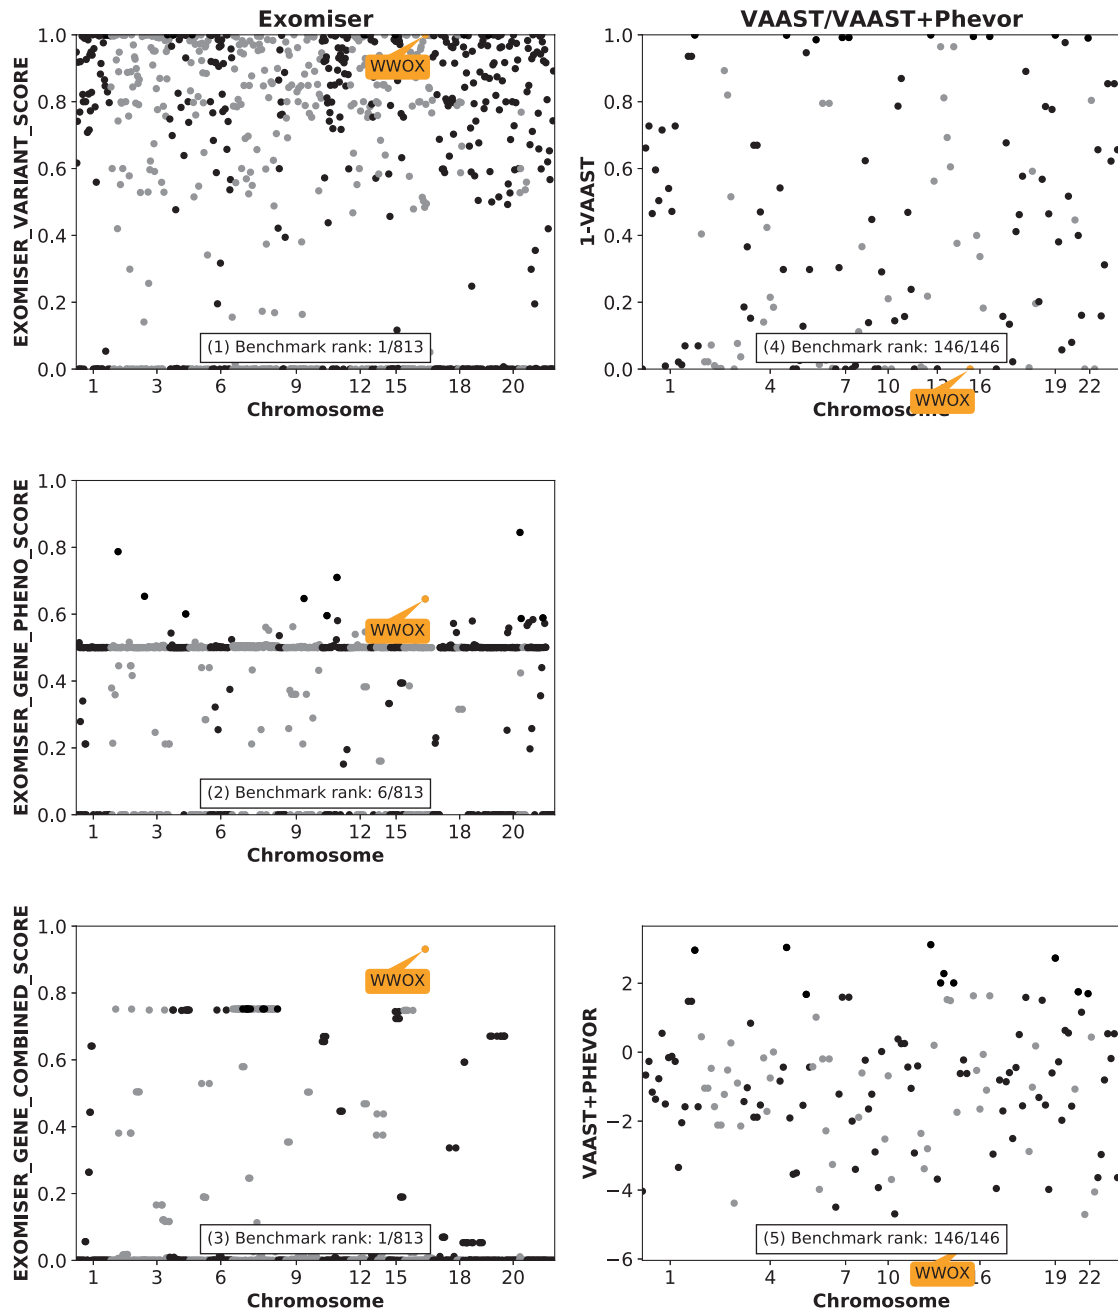 Exomiser
VAAST/VAAST+Phevor
EXOMISER_VARIANT_SCORE
1.0
0.8
0.6
0.4
0.2
0.0
WWOX
(1) Benchmark rank: 1/813
1 3 6 9 12 15 18 20
Chromosome
1-VAAST
1.0
0.8
0.6
0.4
0.2
0.0
(4) Benchmark rank: 146/146
1 4 7 10 13 16 19 22
Chromosome
WWOX
EXOMISER_GENE_PHENO_SCORE
1.0
0.8
0.6
0.4
0.2
0.0
WWOX
(2) Benchmark rank: 6/813
1 3 6 9 12 15 18 20
Chromosome
EXOMISER_GENE_COMBINED_SCORE
1.0
0.8
0.6
0.4
0.2
0.0
WWOX
(3) Benchmark rank: 1/813
1 3 6 9 12 15 18 20
Chromosome
VAAST+PHEVOR
2
0
−2
−4
−6
(5) Benchmark rank: 146/146
WWOX
1 4 7 10 16 19 22
Chromosome